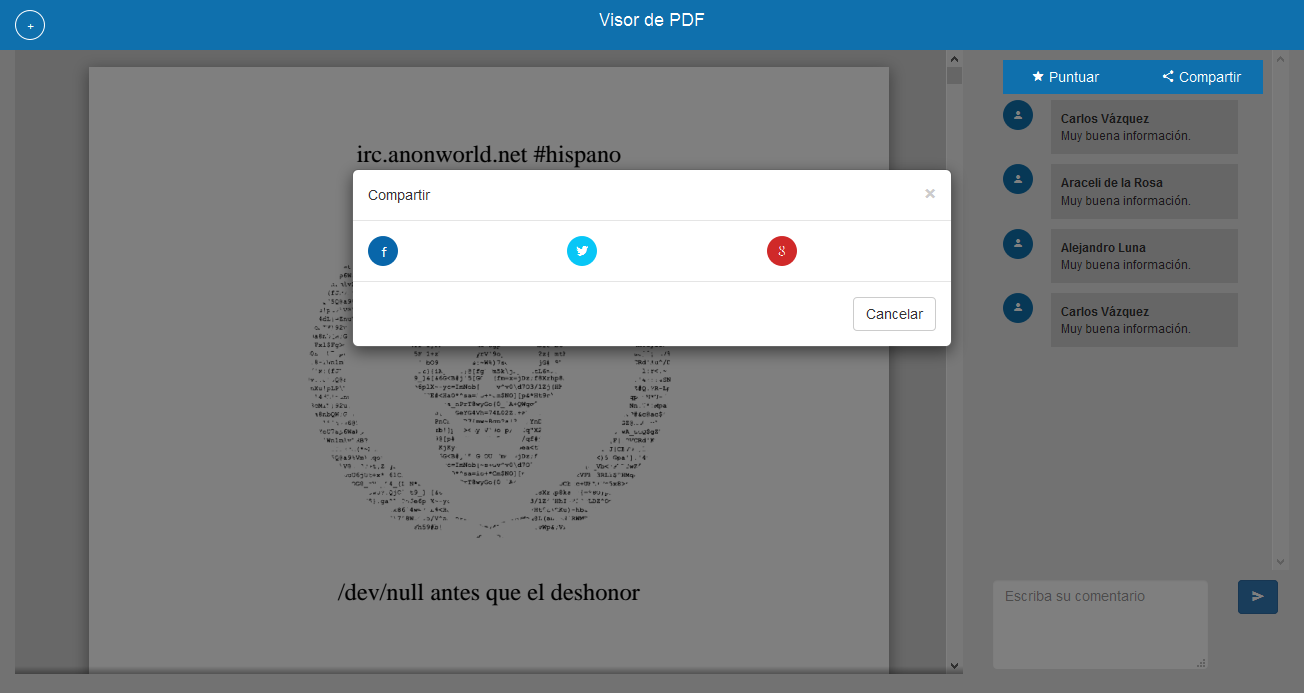 +
Visor de PDF
Puntuar
Compartir
irc.anonworld.net #hispano
Compartir
×
f
g
Cancelar
/dev/null antes que el deshonor
Carlos Vázquez
Muy buena información.
Araceli de la Rosa
Muy buena información.
Alejandro Luna
Muy buena información.
Carlos Vázquez
Muy buena información.
Escriba su comentario